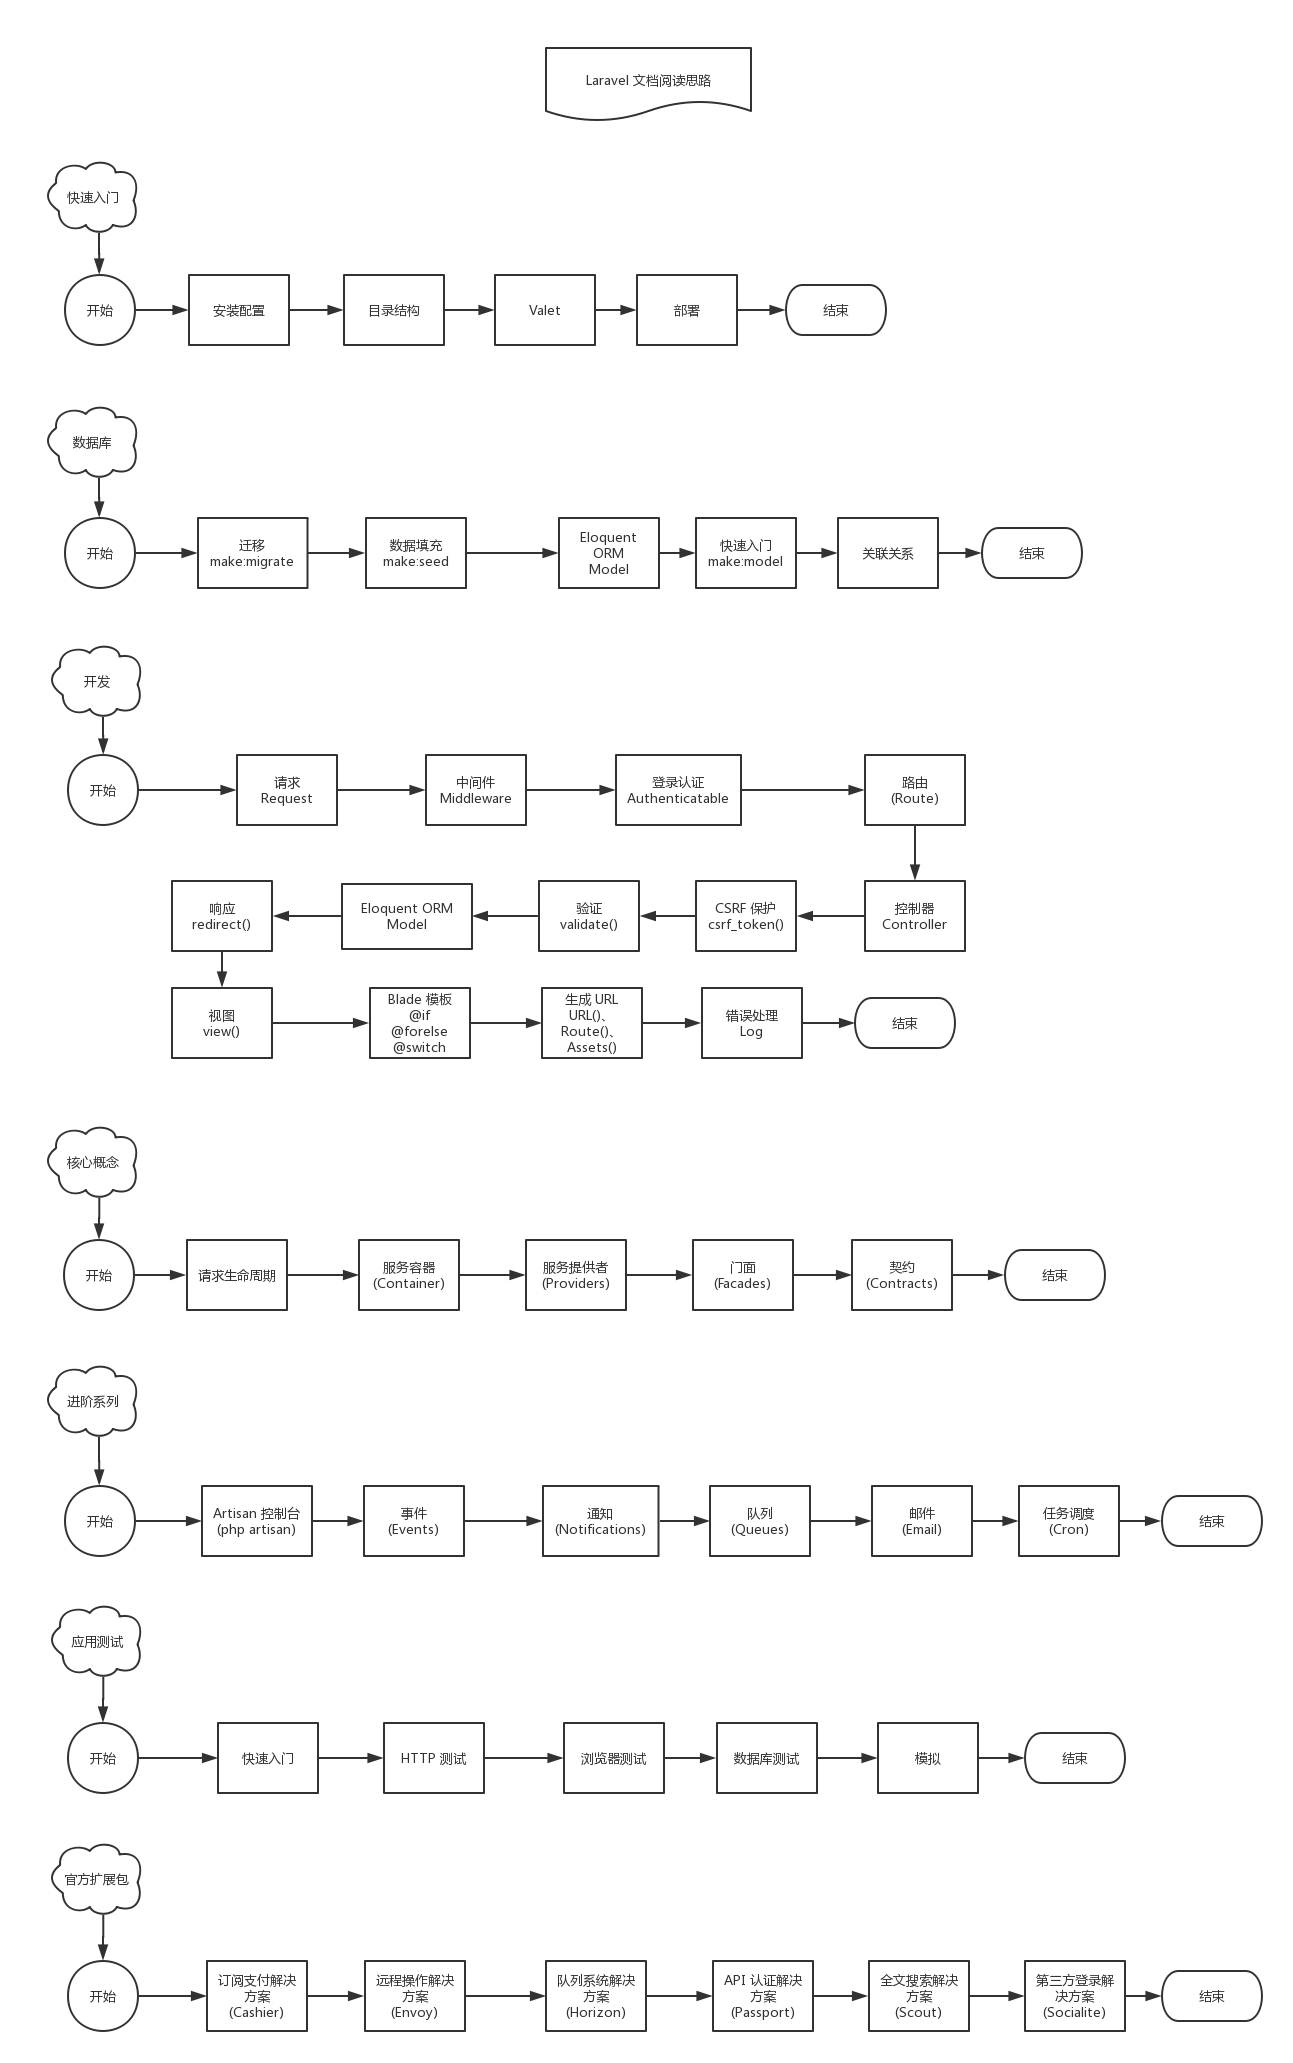 Laravel 文档阅读思路
快速入门
开始
安装配置
目录结构
Valet
部署
结束
数据库
开始
迁移
make:migrate
数据填充
make:seed
Eloquent
ORM
Model
快速入门
make:model
关联关系
结束
开发
开始
请求
Request
中间件
Middleware
登录认证
Authenticatable
路由
(Route)
控制器
Controller
CSRF 保护
csrf_token()
验证
validate()
Eloquent ORM
Model
响应
redirect()
视图
view()
Blade 模板
@if
@forelse
@switch
生成 URL
URL()、
Route()、
Assets()
错误处理
Log
结束
核心概念
开始
请求生命周期
服务容器
(Container)
服务提供者
(Providers)
门面
(Facades)
契约
(Contracts)
结束
进阶系列
开始
Artisan 控制台
(php artisan)
事件
(Events)
通知
(Notifications)
队列
(Queues)
邮件
(Email)
任务调度
(Cron)
结束
应用测试
开始
快速入门
HTTP 测试
浏览器测试
数据库测试
模拟
结束
官方扩展包
开始
订阅支付解决
方案
(Cashier)
远程操作解决
方案
(Envoy)
队列系统解决
方案
(Horizon)
API 认证解决
方案
(Passport)
全文搜索解决
方案
(Scout)
第三方登录解
决方案
(Socialite)
结束